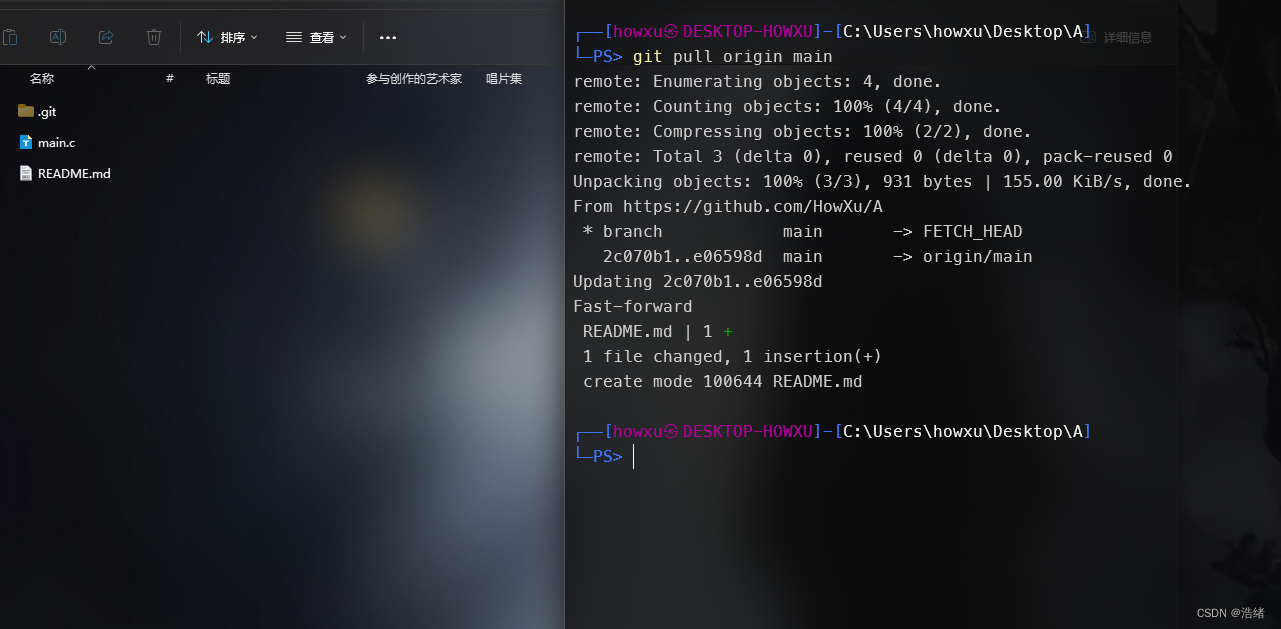 排序 查看
名称 # 标题 参与创作的艺术家 唱片集
.git
main.c
README.md
┌──[howxu㉿DESKTOP-HOWXU]-[C:\Users\howxu\Desktop\A]
详细信息
└─PS> git pull origin main
remote: Enumerating objects: 4, done.
remote: Counting objects: 100% (4/4), done.
remote: Compressing objects: 100% (2/2), done.
remote: Total 3 (delta 0), reused 0 (delta 0), pack-reused 0
Unpacking objects: 100% (3/3), 931 bytes | 155.00 KiB/s, done.
From https://github.com/HowXu/A
 * branch            main       -> FETCH_HEAD
   2c070b1..e06598d  main       -> origin/main
Updating 2c070b1..e06598d
Fast-forward
 README.md | 1 +
 1 file changed, 1 insertion(+)
 create mode 100644 README.md
┌──[howxu㉿DESKTOP-HOWXU]-[C:\Users\howxu\Desktop\A]
└─PS>
CSDN @浩绪